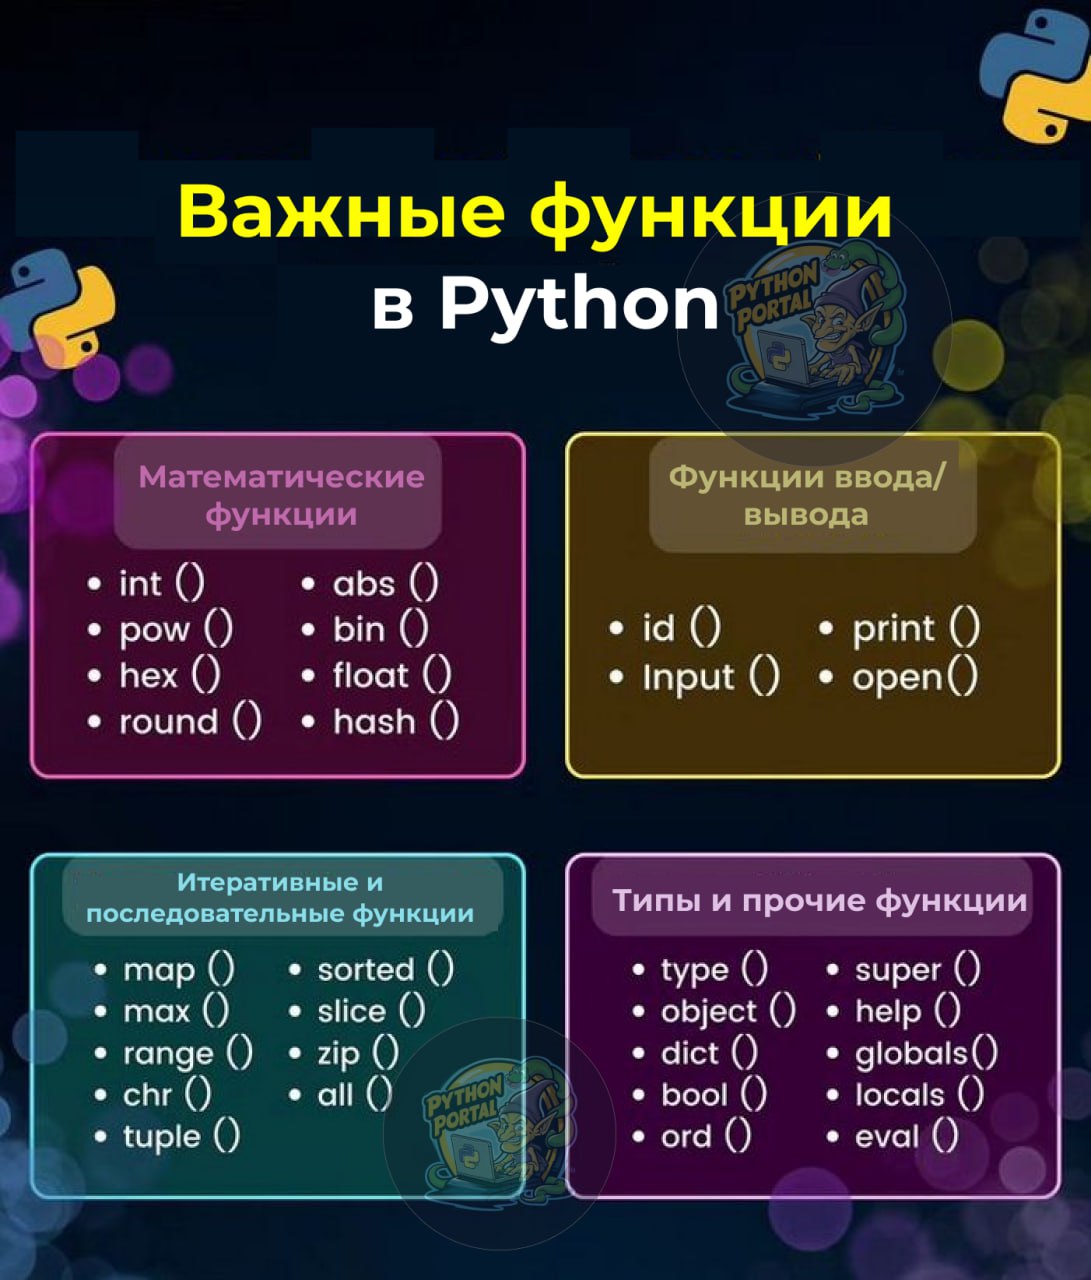 Важные функции
в Python
PYTHON
PORTAL
Математические
функции
• int ()
• pow ()
• hex ()
• round ()
• abs ()
• bin ()
• float ()
• hash ()
Функции ввода/
вывода
• id ()
• Input ()
• print ()
• open()
Итеративные и
последовательные функции
• map ()
• max ()
• range ()
• chr ()
• tuple ()
• sorted ()
• slice ()
• zip ()
• all ()
PYTHON
PORTAL
Типы и прочие функции
• type ()
• object ()
• dict ()
• bool ()
• ord ()
• super ()
• help ()
• globals()
• locals ()
• eval ()